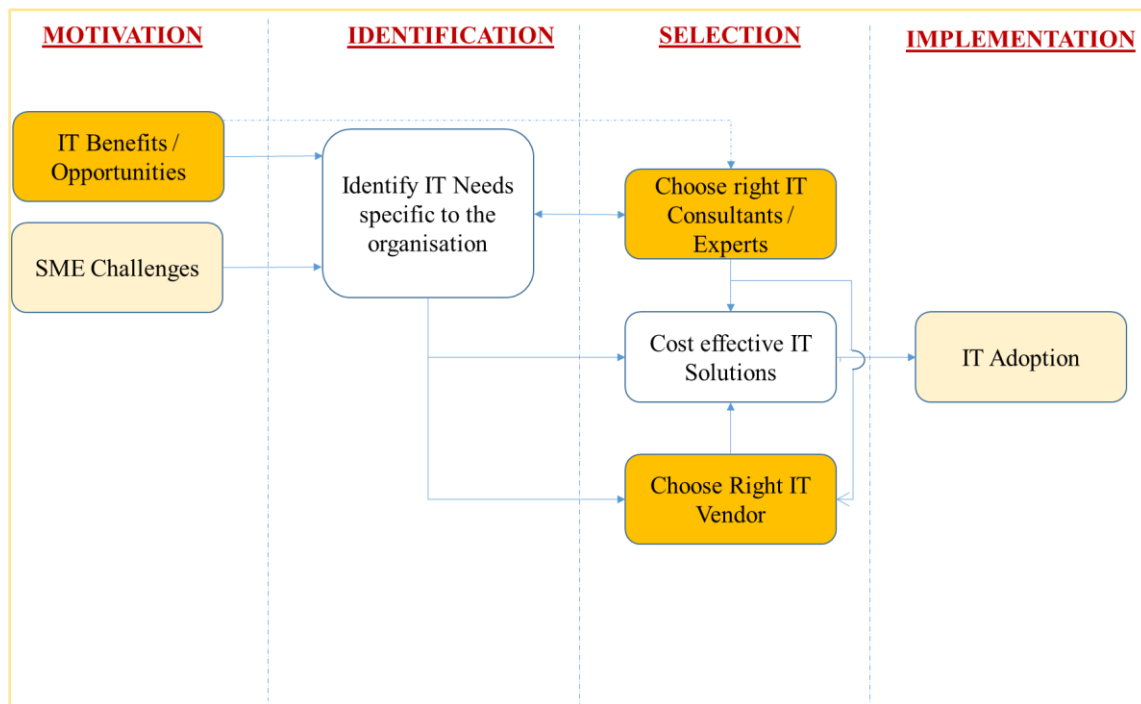 MOTIVATION
IDENTIFICATION
SELECTION
IMPLEMENTATION
IT Benefits /
Opportunities
SME Challenges
Identify IT Needs
specific to the
organisation
Choose right IT
Consultants /
Experts
Cost effective IT
Solutions
Choose Right IT
Vendor
IT Adoption